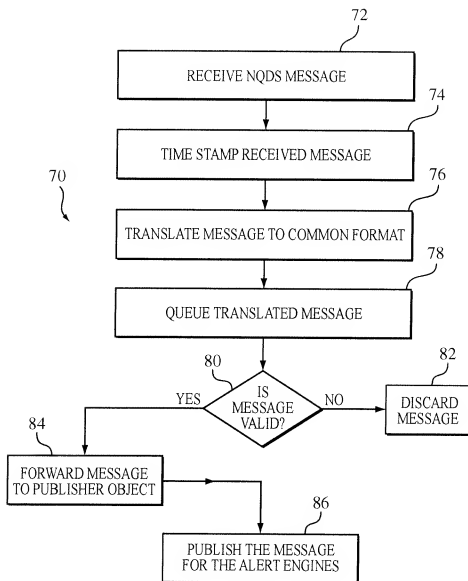 72
RECEIVE NQDS MESSAGE
74
TIME STAMP RECEIVED MESSAGE
70
76
TRANSLATE MESSAGE TO COMMON FORMAT
78
QUEUE TRANSLATED MESSAGE
80
IS
MESSAGE
VALID?
YES
NO
82
DISCARD
MESSAGE
84
FORWARD MESSAGE
TO PUBLISHER OBJECT
86
PUBLISH THE MESSAGE
FOR THE ALERT ENGINES